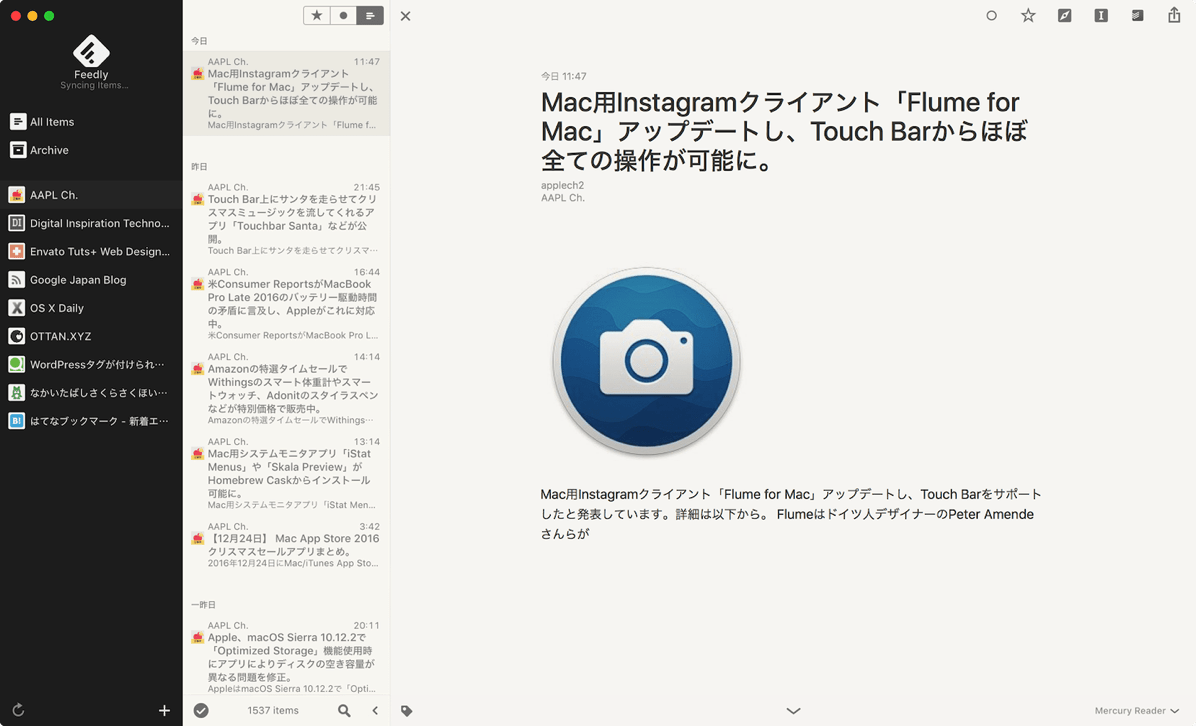 Feedly
Syncing Items...
All Items
Archive
AAPL Ch.
Digital Inspiration Techno...
Envato Tuts+ Web Design...
Google Japan Blog
OS X Daily
OTTAN.XYZ
WordPressタグが付けられ…
なかいたばしさくらさくほい…
はてなブックマーク - 新着エ…
今日
AAPL Ch. 11:47
Mac用Instagramクライアント
「Flume for Mac」アップデートし、
Touch Barからほぼ全ての操作が可能
に。
Mac用Instagramクライアント「Flume f...
昨日
AAPL Ch. 21:45
Touch Bar上にサンタを走らせてクリ
スマスミュージックを流してくれるア
プリ「Touchbar Santa」などが公
開。
Touch Bar上にサンタを走らせてクリスマ…
AAPL Ch. 16:44
米Consumer ReportsがMacBook
Pro Late 2016のバッテリー駆動時間
の矛盾に言及し、Appleがこれに対応
中。
米Consumer ReportsがMacBook Pro L...
AAPL Ch. 14:14
Amazonの特選タイムセールで
Withingsのスマート体重計やスマー
トウォッチ、Adonitのスタイラスペン
などが特別価格で販売中。
Amazonの特選タイムセールでWithings…
AAPL Ch. 13:14
Mac用システムモニタアプリ「iStat
Menus」や「Skala Preview」が
Homebrew Caskからインストール
可能に。
Mac用システムモニタアプリ「iStat Men...
AAPL Ch. 3:42
【12月24日】 Mac App Store 2016
クリスマスセールアプリまとめ。
2016年12月24日にMac/iTunes App Sto...
一昨日
AAPL Ch. 20:11
Apple、macOS Sierra 10.12.2で
「Optimized Storage」機能使用時
にアプリによりディスクの空き容量が
異なる問題を修正。
AppleはmacOS Sierra 10.12.2で「Opti...
1537 items
今日 11:47
Mac用Instagramクライアント「Flume for
Mac」アップデートし、Touch Barからほぼ
全ての操作が可能に。
applech2
AAPL Ch.
Mac用Instagramクライアント「Flume for Mac」アップデートし、Touch Barをサポート
したと発表しています。詳細は以下から。 Flumeはドイツ人デザイナーのPeter Amende
さんらが
Mercury Reader